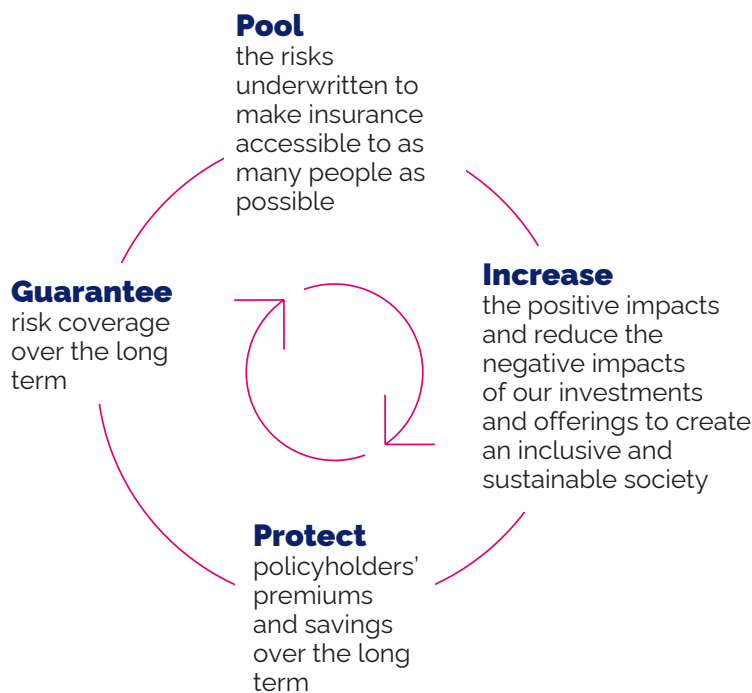 Pool
the risks
underwritten to
make insurance
accessible to as
many people as
possible
Increase
the positive impacts
and reduce the
negative impacts
of our investments
and offerings to create
an inclusive and
sustainable society
Protect
policyholders’
premiums
and savings
over the long
term
Guarantee
risk coverage
over the long
term